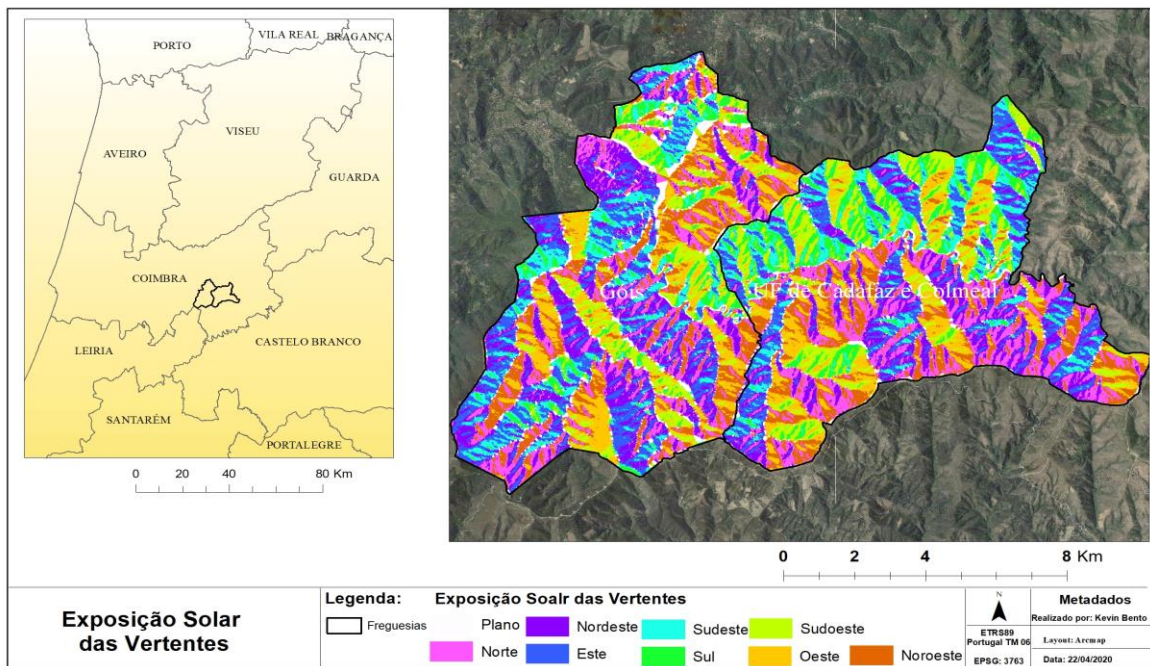 PORTO
VILA REAL
BRAGANÇA
VISEU
AVEIRO
GUARDA
COIMBRA
LEIRIA
CASTELO BRANCO
SANTARÉM
PORTALEGRE
0 20 40 80 Km
Góis
UF de Cadafaz e Colmeal
0 2 4 8 Km
Exposição Solar
das Vertentes
Legenda: Exposição Soalr das Vertentes
Freguesias
Plano
Nordeste
Sudeste
Sudoeste
Norte
Este
Sul
Oeste
Noroeste
N
ETRS89
Portugal TM 06
EPSG: 3763
Metadados
Realizado por: Kevin Bento
Layout: Arcmap
Data: 22/04/2020